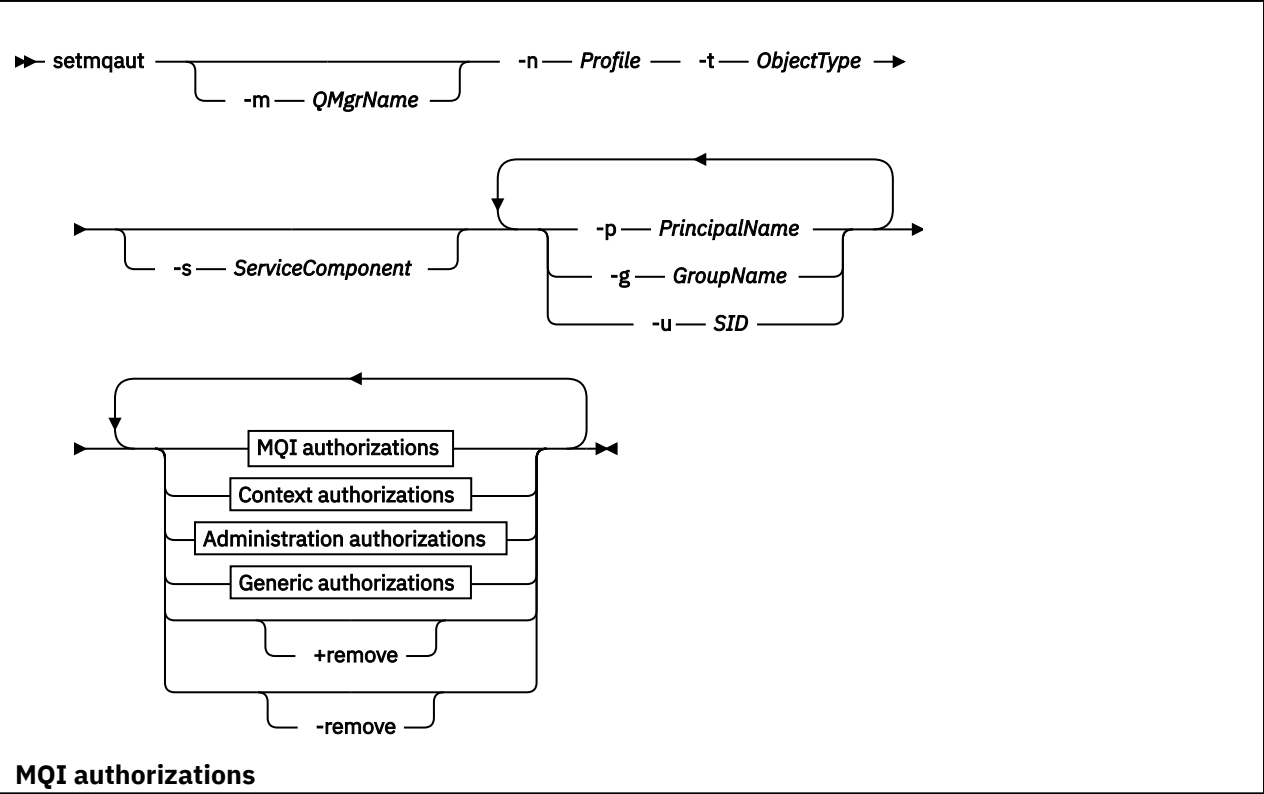 setmqaut -n Profile -t ObjectType
-m QMgrName
-p PrincipalName
-s ServiceComponent
-g GroupName
-u SID
MQI authorizations
Context authorizations
Administration authorizations
Generic authorizations
+remove
-remove
MQI authorizations